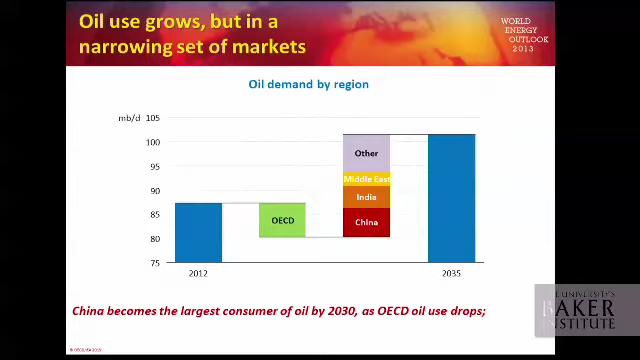 Oil use grows, but in a
narrowing set of markets
WORLD
ENERGY
OUTLOOK
2013
Oil demand by region
mb/d
105
100
95
90
85
80
75
OECD
Other
Middle East
India
China
2012
2035
China becomes the largest consumer of oil by 2030, as OECD oil use drops;
UNIVERSITY'S
BAKER
INSTITUTE